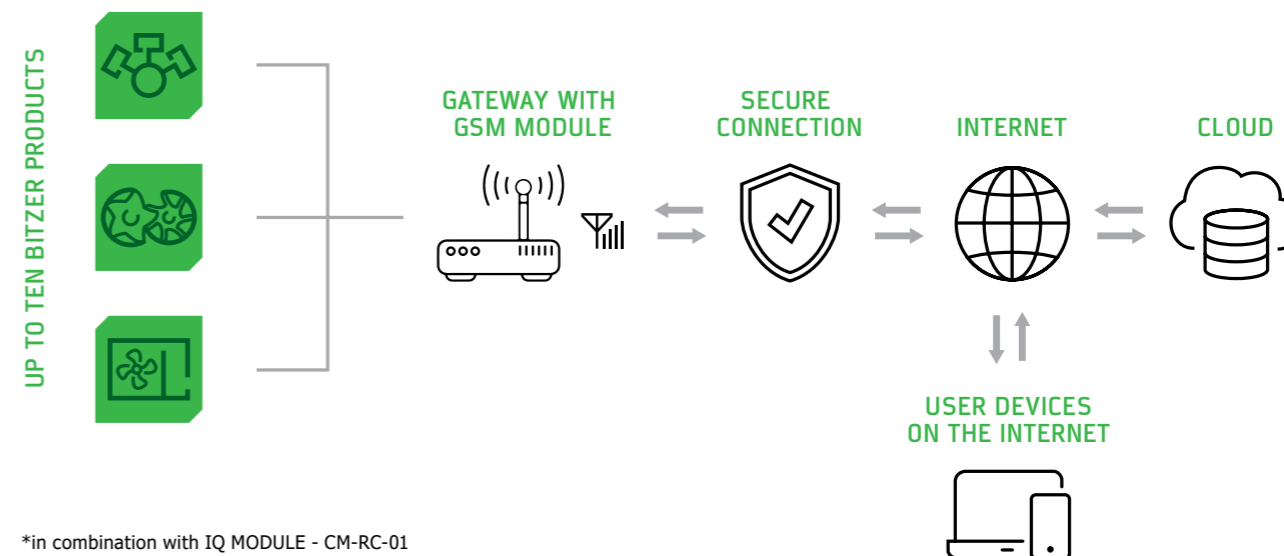 UP TO TEN BITZER PRODUCTS
GATEWAY WITH
GSM MODULE
SECURE
CONNECTION
INTERNET
CLOUD
USER DEVICES
ON THE INTERNET
*in combination with IQ MODULE - CM-RC-01